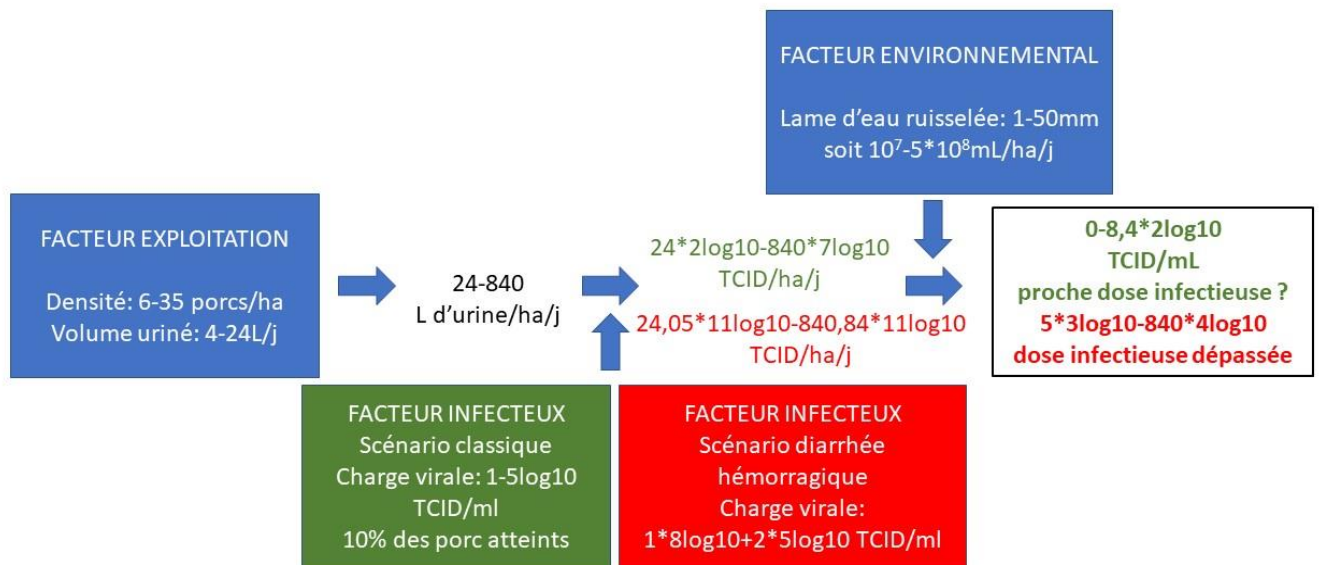 FACTEUR EXPLOITATION
Densité: 6-35 porcs/ha
Volume uriné: 4-24L/j
24-840
L d'urine/ha/j
FACTEUR INFECTEUX
Scénario classique
Charge virale: 1-5log10
TCID/ml
10% des porc atteints
FACTEUR INFECTEUX
Scénario diarrhée
hémorragique
Charge virale:
1*8log10+2*5log10 TCID/ml
24*2log10-840*7log10
TCID/ha/j
24,05*11log10-840,84*11log10
TCID/ha/j
FACTEUR ENVIRONNEMENTAL
Lame d'eau ruisselée: 1-50mm
soit 10⁷-5*10⁸mL/ha/j
0-8,4*2log10
TCID/mL
proche dose infectieuse ?
5*3log10-840*4log10
dose infectieuse dépassée